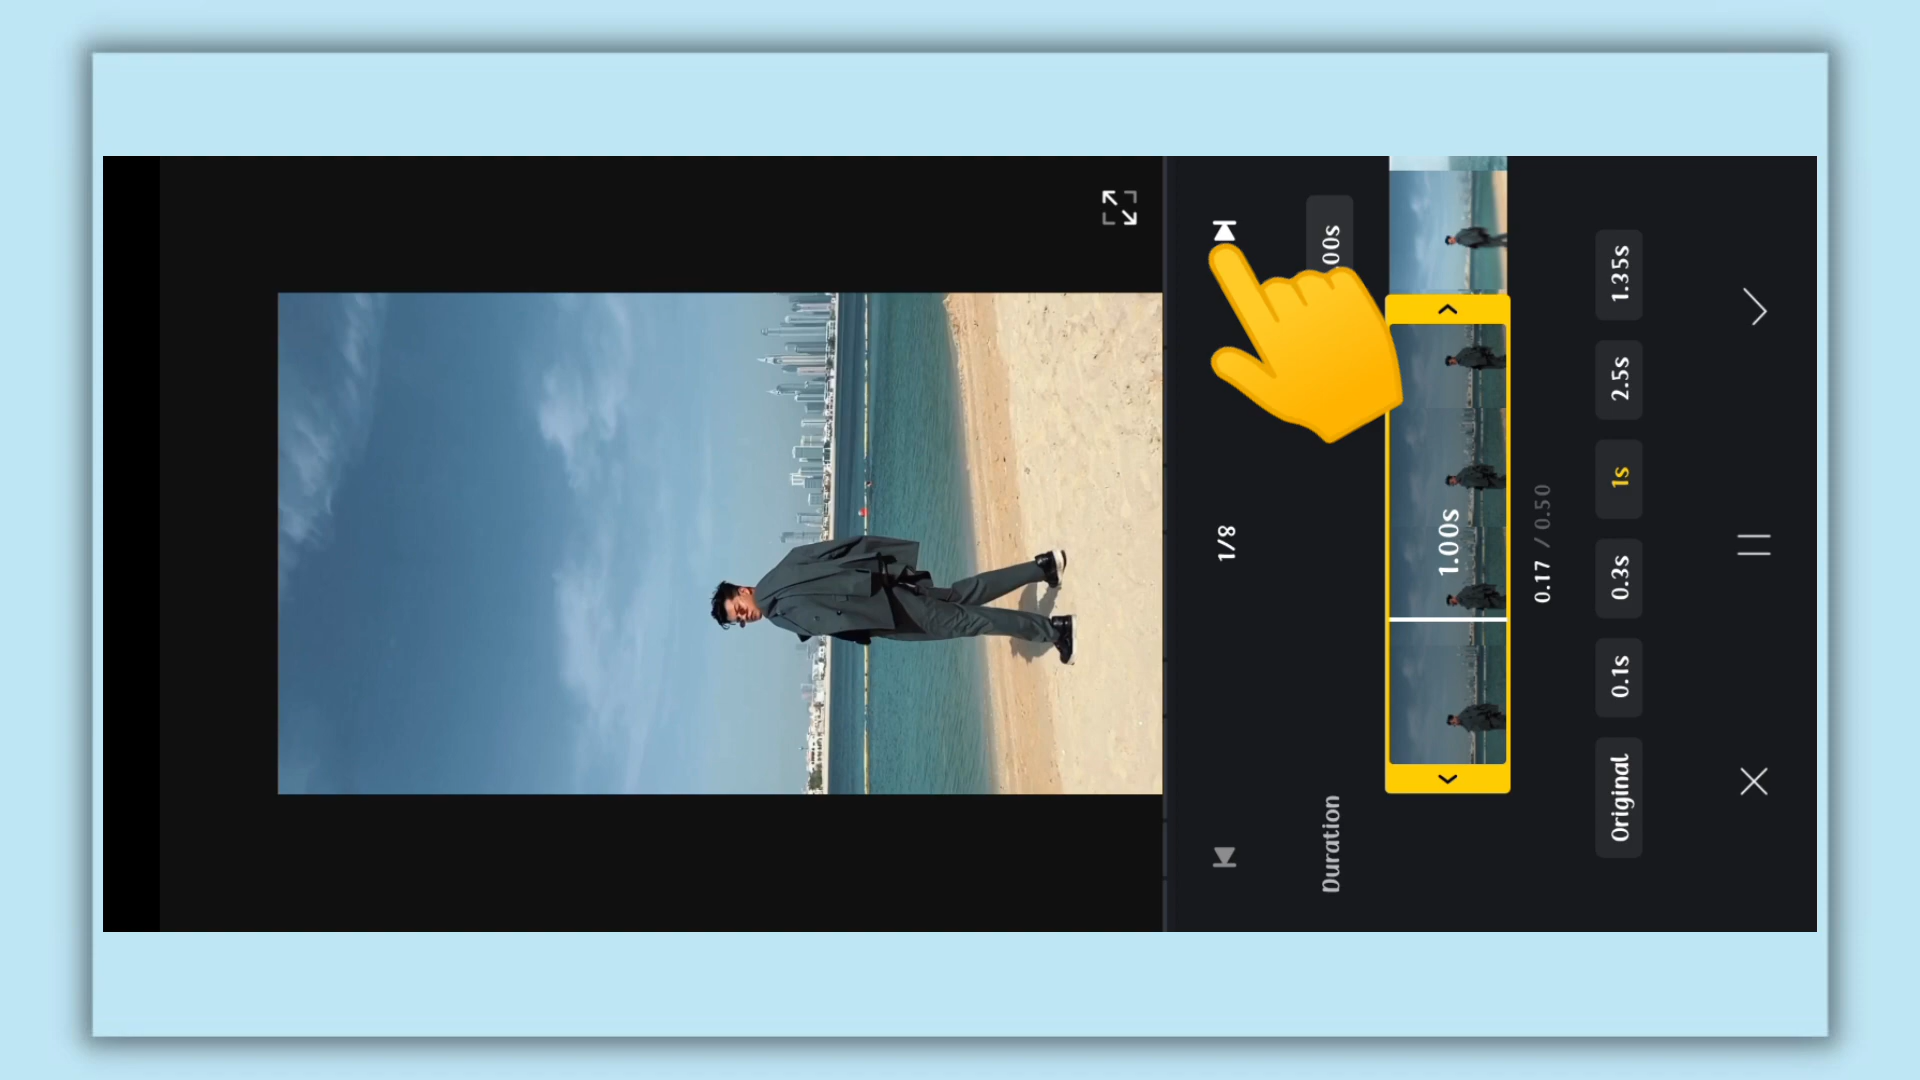 1/8
Duration .00s
1.00s
0.17 / 0.50
Original 0.1s 0.3s 1s 2.5s 1.35s